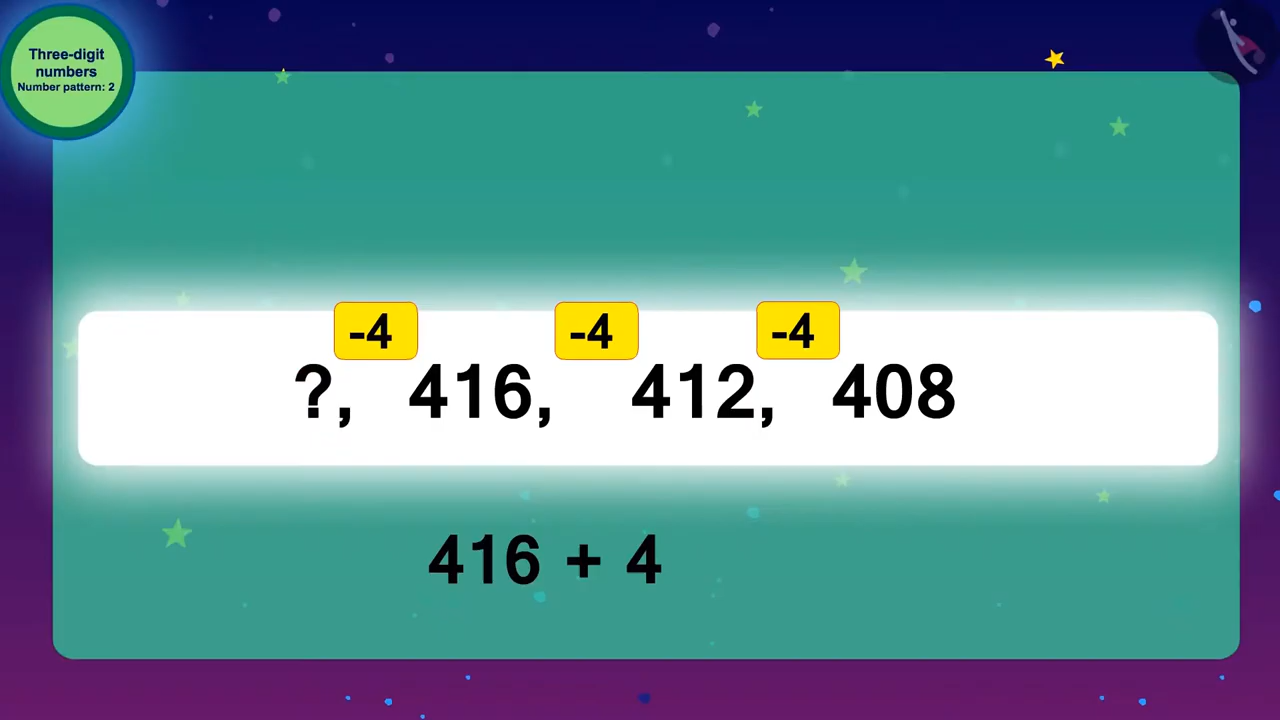 Three-digit
numbers
Number pattern: 2
-4 -4 -4
?, 416, 412, 408
416 + 4